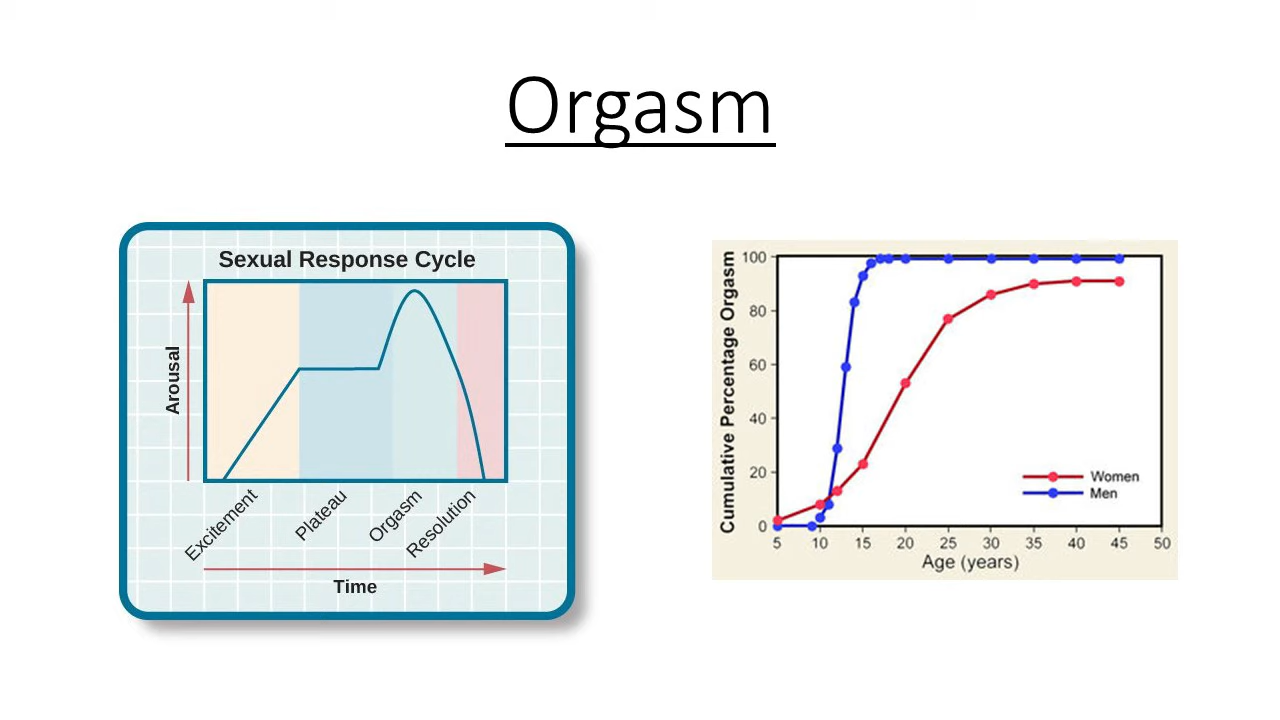 Orgasm
Sexual Response Cycle
Arousal
Excitement
Plateau
Orgasm
Resolution
Time
Cumulative Percentage Orgasm
100
80
60
40
20
0
Women
Men
5 10 15 20 25 30 35 40 45 50
Age (years)